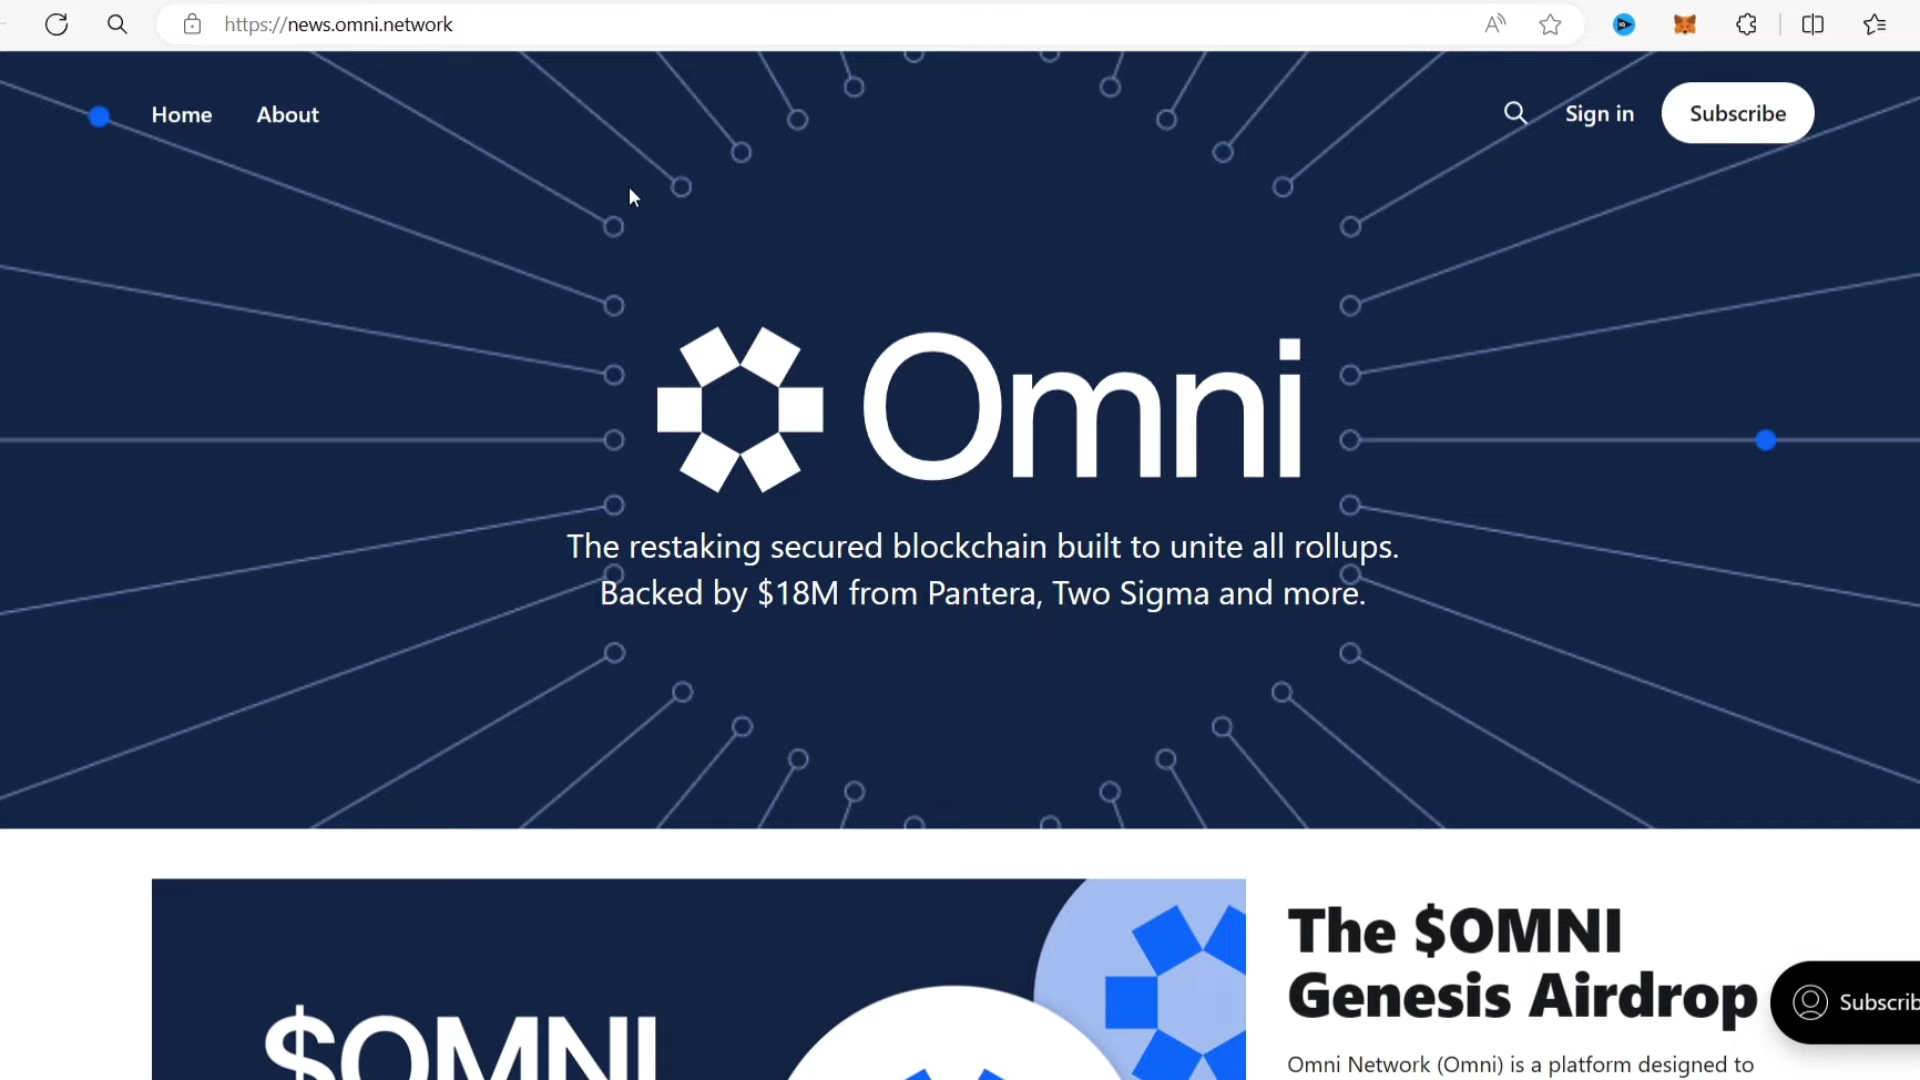 https://news.omni.network
Home
About
Sign in
Subscribe
Omni
The restaking secured blockchain built to unite all rollups.
Backed by $18M from Pantera, Two Sigma and more.
$OMNI
The $OMNI
Genesis Airdrop
Omni Network (Omni) is a platform designed to
Subscrib